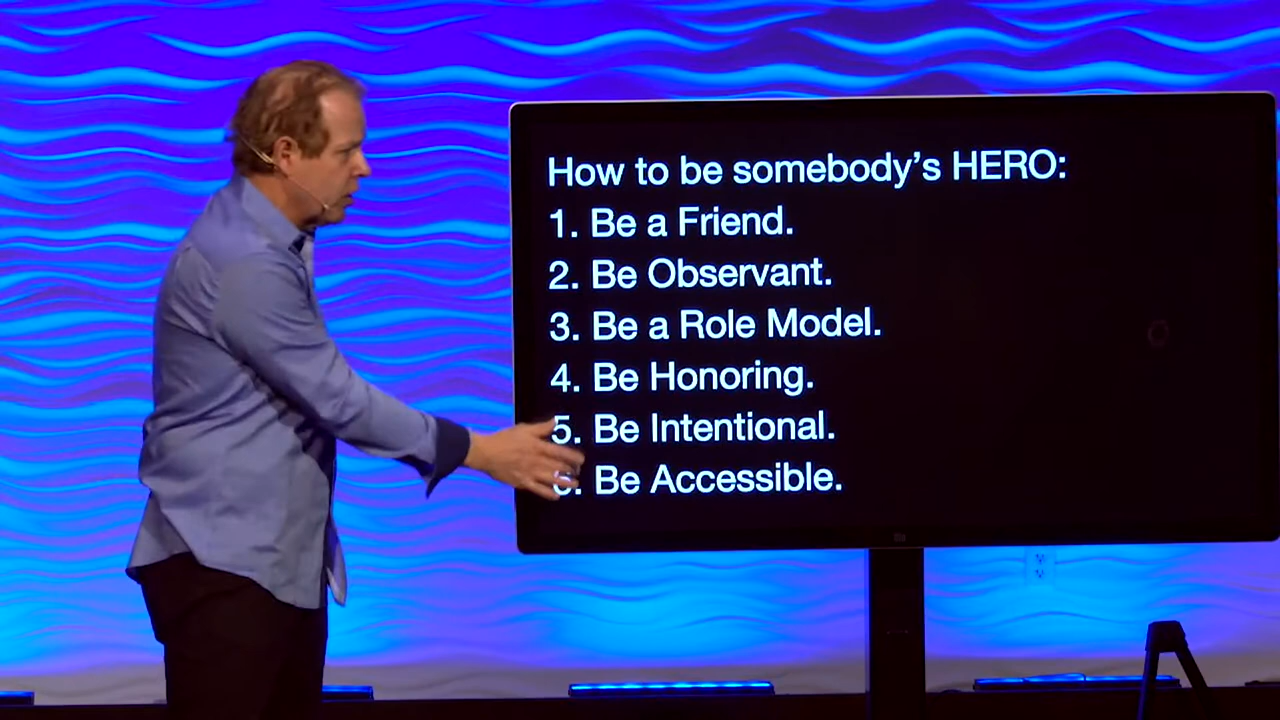 How to be somebody’s HERO:
1. Be a Friend.
2. Be Observant.
3. Be a Role Model.
4. Be Honoring.
5. Be Intentional.
6. Be Accessible.